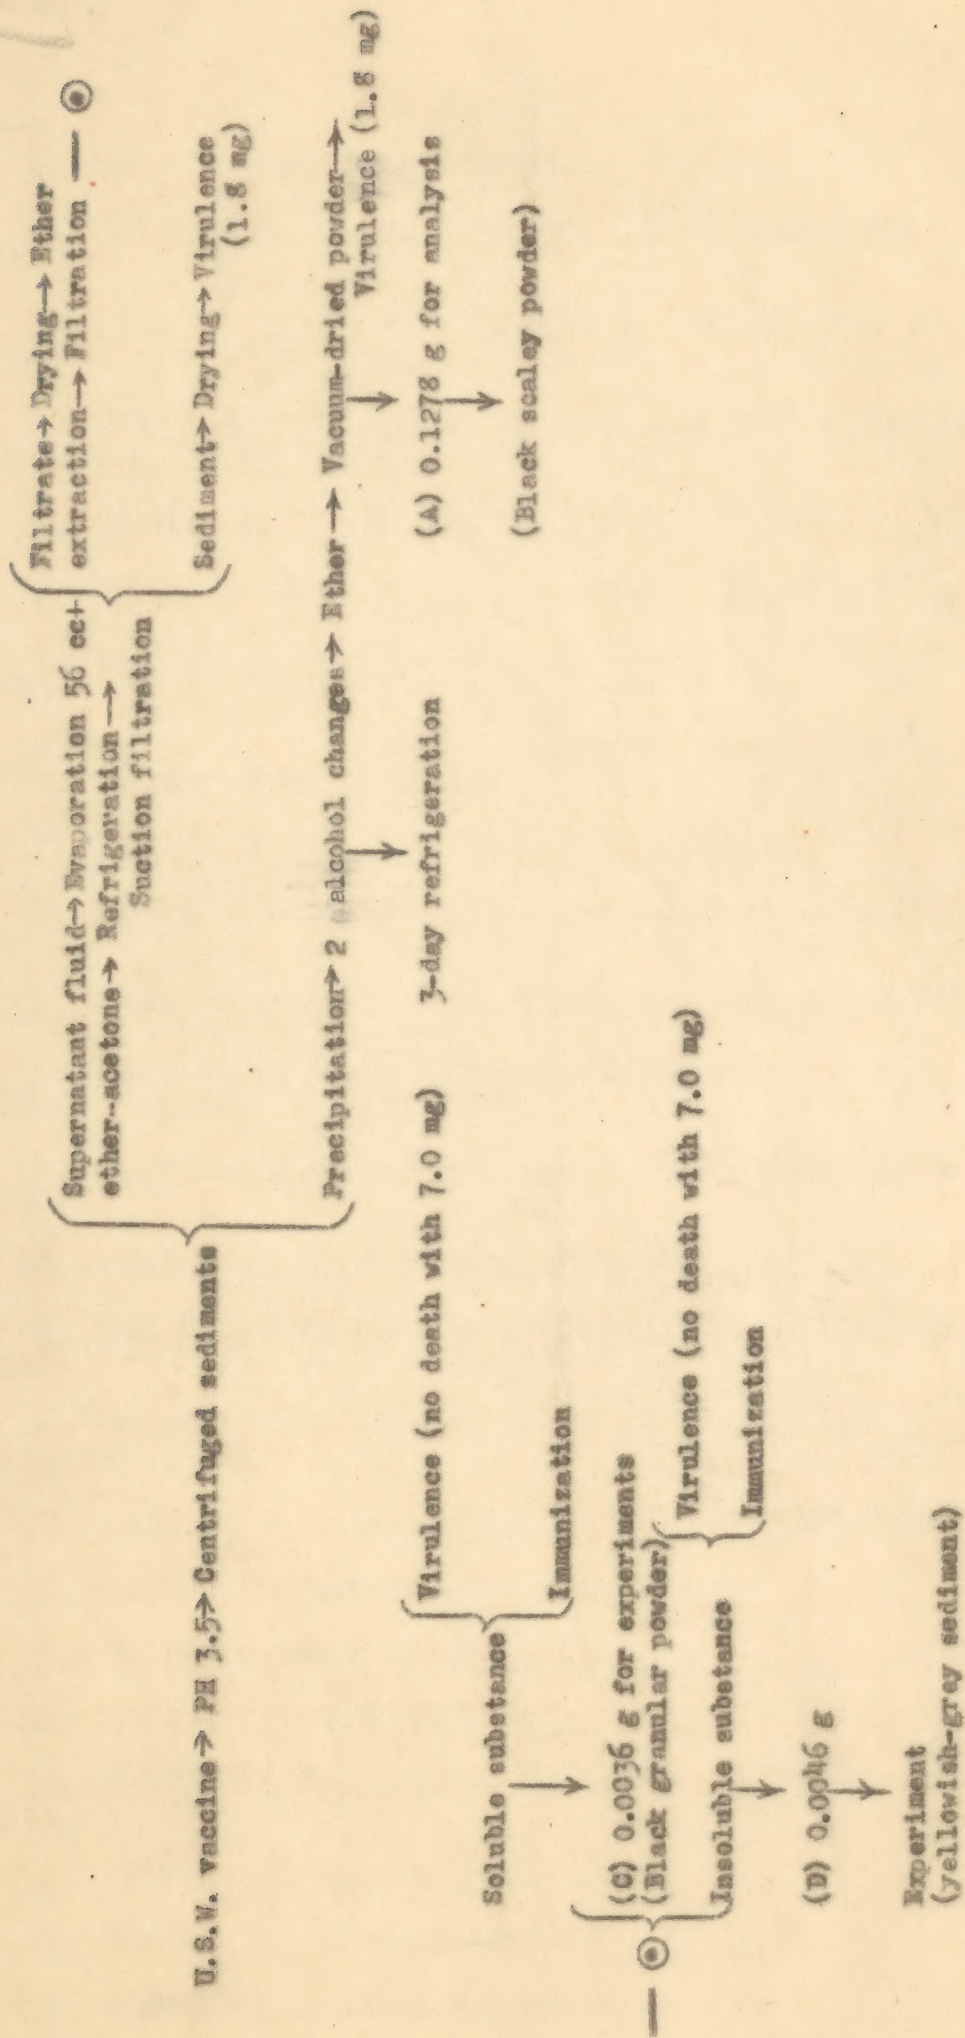 Filtrate→ Drying→ Ether
Supernatant fluid→ Evaporation 56 cc+ extraction→ Filtration — ⊙
ether--acetone→ Refrigeration→
Suction filtration
Sediment→ Drying→ Virulence
(1.8 mg)
U.S.W. vaccine→ PH 3.5→ Centrifuged sediments
Precipitation→ 2 alcohol changes→ Ether→ Vacuum-dried powder→
Virulence (1.8 mg)
3-day refrigeration
(A) 0.1278 g for analysis
(Black scaley powder)
Soluble substance
Virulence (no death with 7.0 mg)
Immunization
— ⊙
(C) 0.0036 g for experiments
(Black granular powder)
Insoluble substance
Virulence (no death with 7.0 mg)
Immunization
(D) 0.0046 g
Experiment
(yellowish-grey sediment)